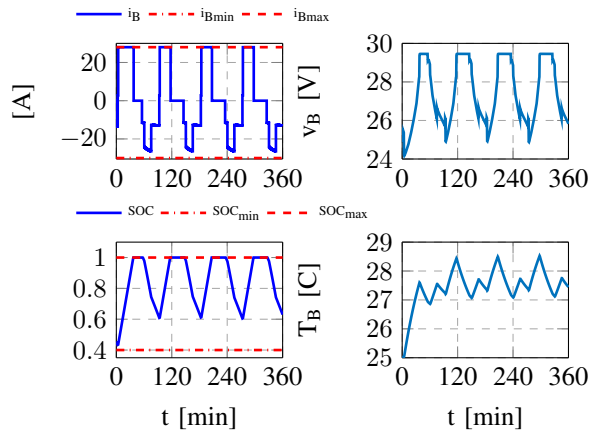 i_B i_Bmin i_Bmax
[A]
20
0
−20
0 120 240 360
v_B [V]
30
28
26
24
0 120 240 360
SOC SOC_min SOC_max
1
0.8
0.6
0.4
0 120 240 360
t [min]
T_B [C]
28
29
27
26
25
0 120 240 360
t [min]